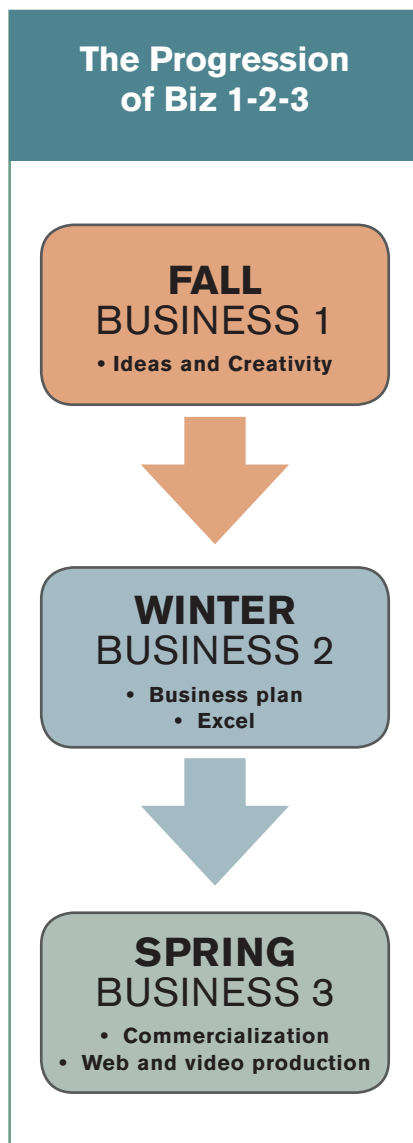 The Progression
of Biz 1-2-3
FALL
BUSINESS 1
• Ideas and Creativity
WINTER
BUSINESS 2
• Business plan
• Excel
SPRING
BUSINESS 3
• Commercialization
• Web and video production